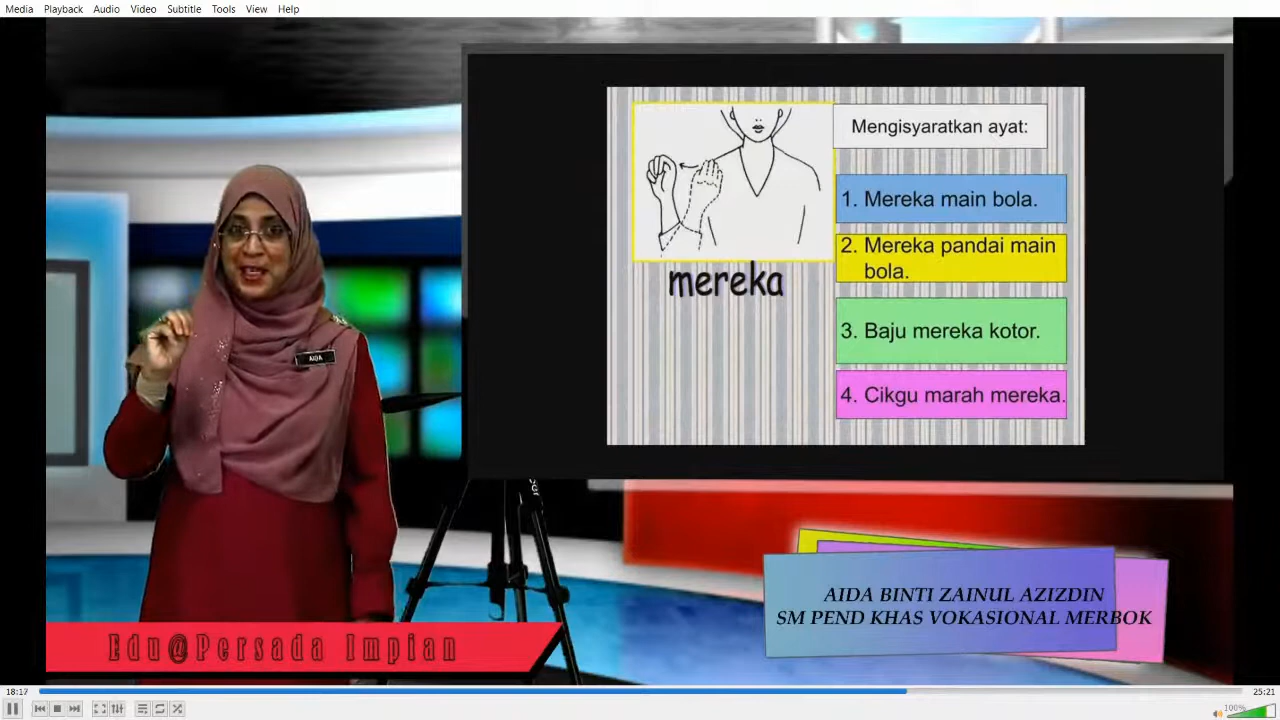 Media Playback Audio Video Subtitle Tools View Help
Mengisyaratkan ayat:
1. Mereka main bola.
2. Mereka pandai main
bola.
3. Baju mereka kotor.
4. Cikgu marah mereka.
mereka
AIDA
AIDA BINTI ZAINUL AZIZDIN
SM PEND KHAS VOKASIONAL MERBOK
Edu@Persada Impian
18:17
25:21
100%